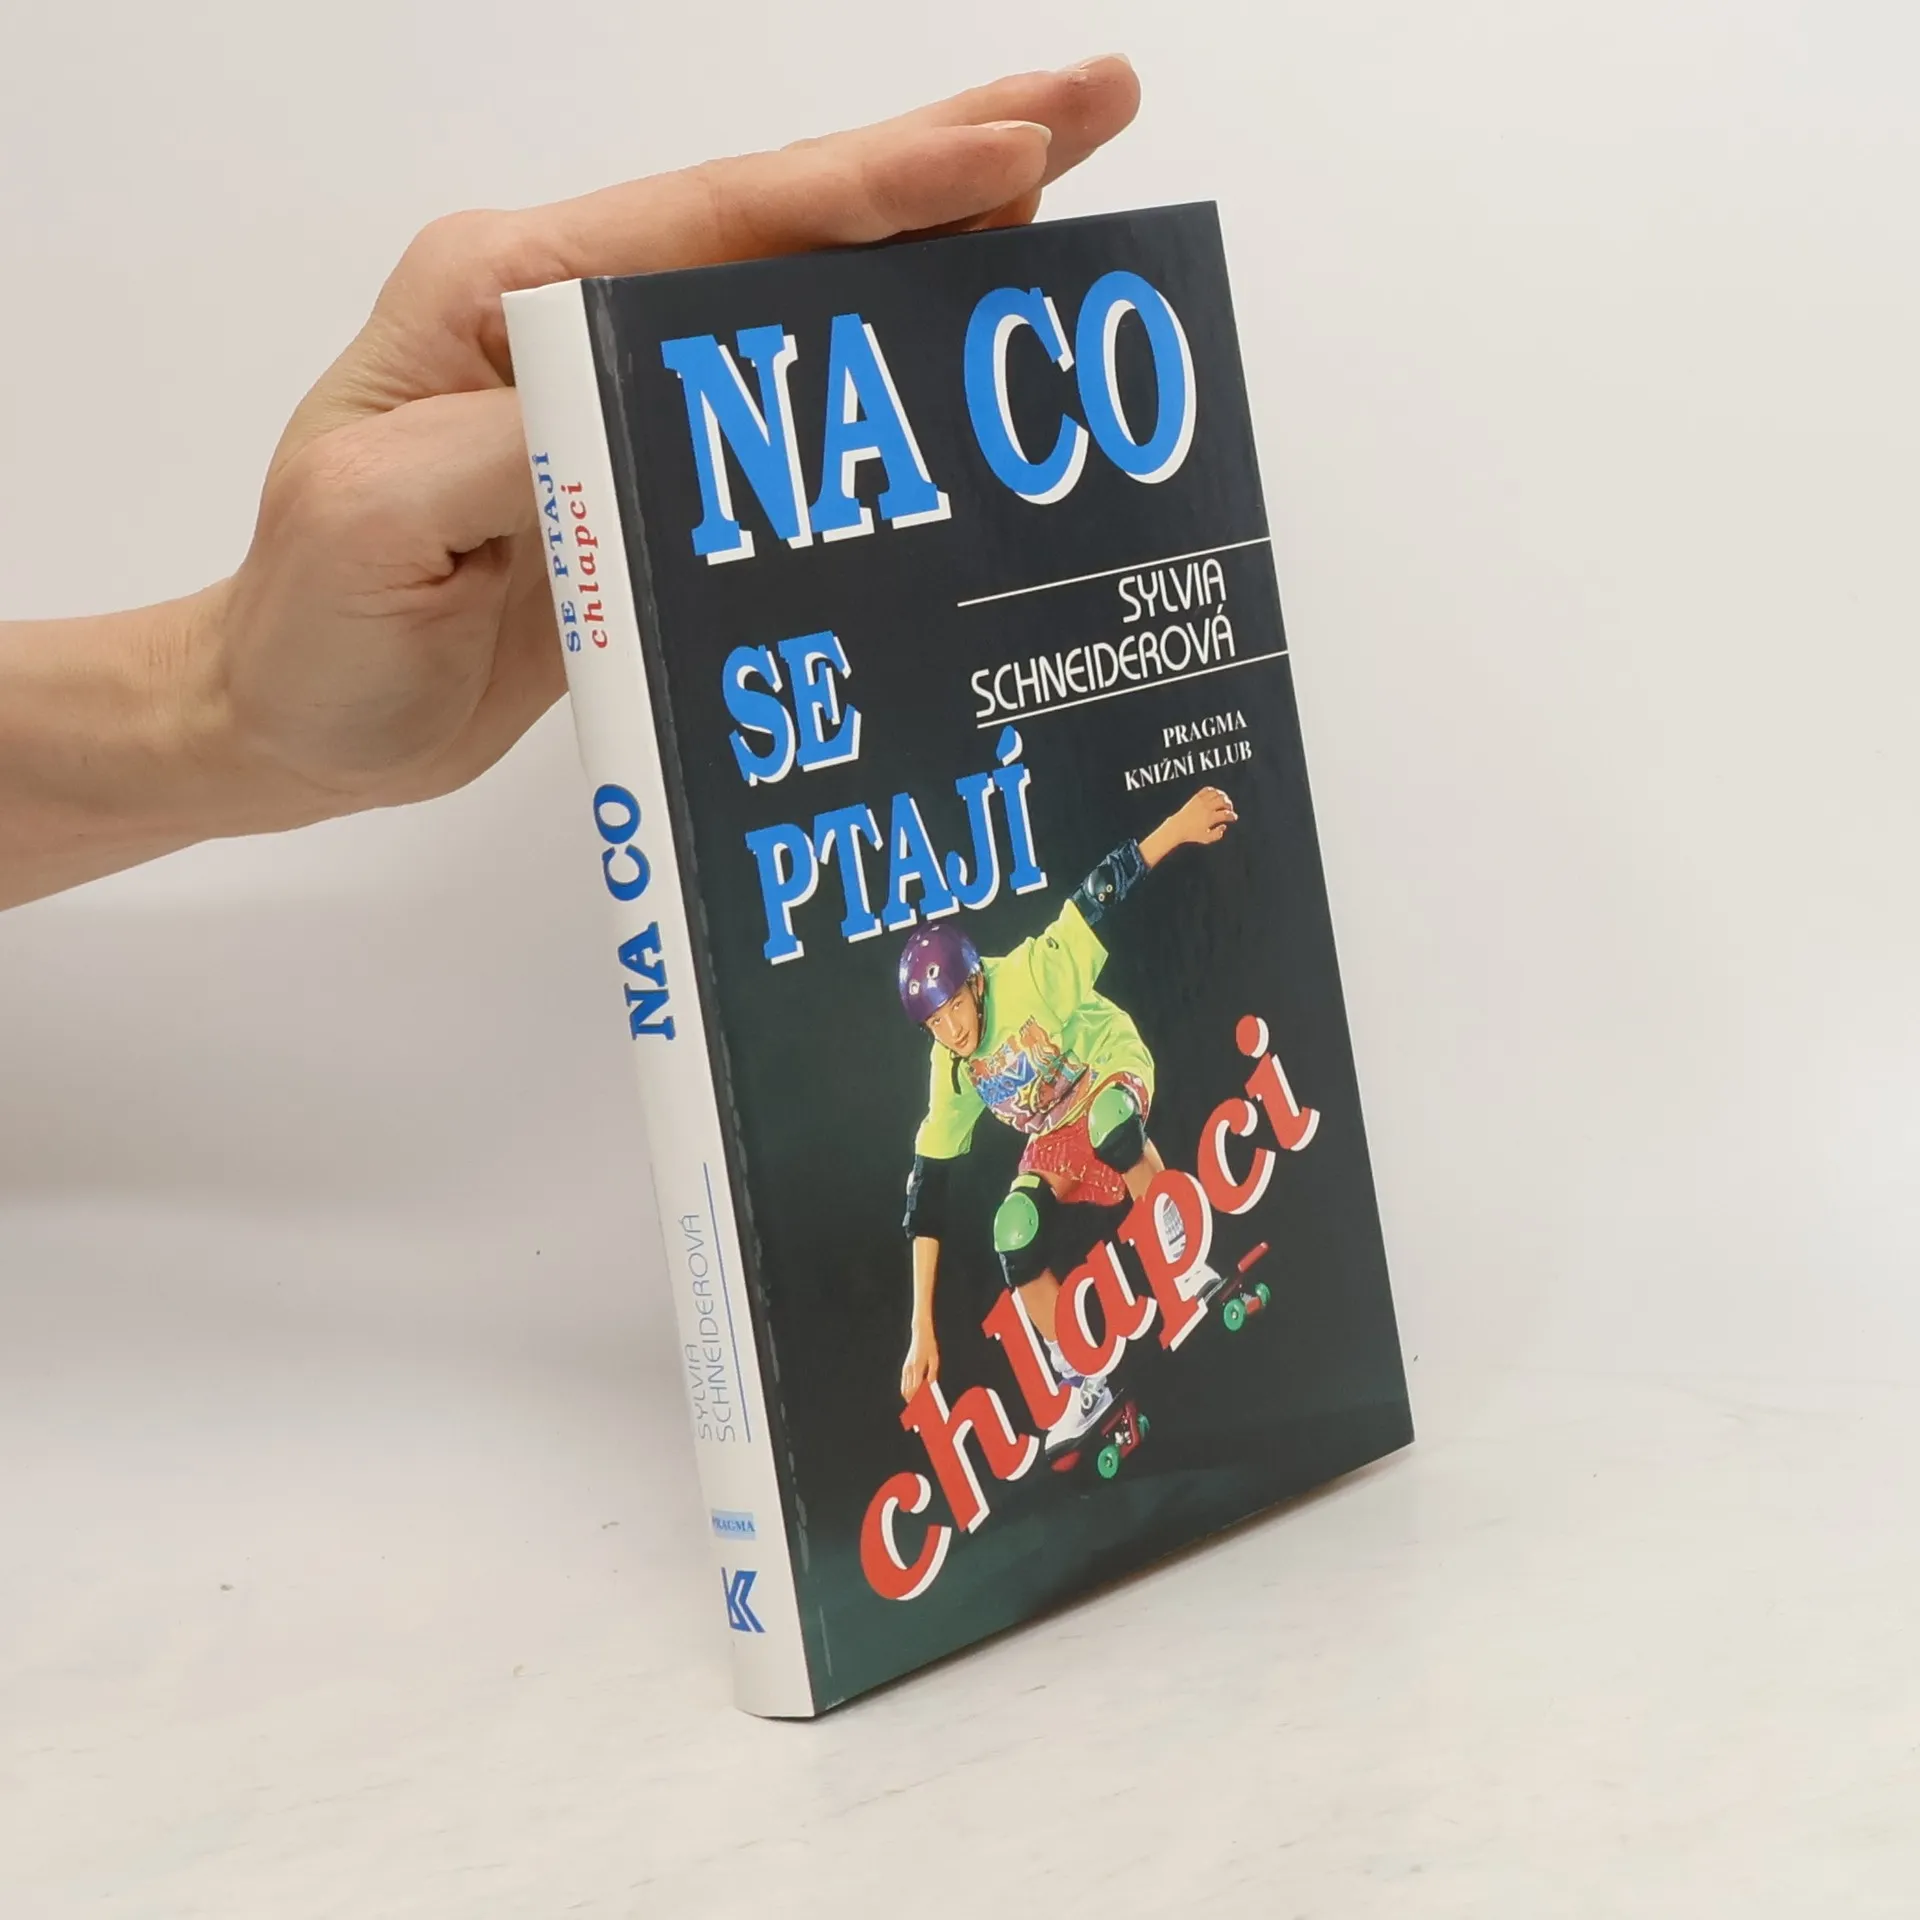 NA CO
SYLVIA
SCHNEIDEROVÁ
SE
PTAJÍ
PRAGMA
KNIŽNÍ KLUB
chlapci
SE PTAJÍ
chlapci
NA CO
SYLVIA
SCHNEIDEROVÁ
PRAGMA